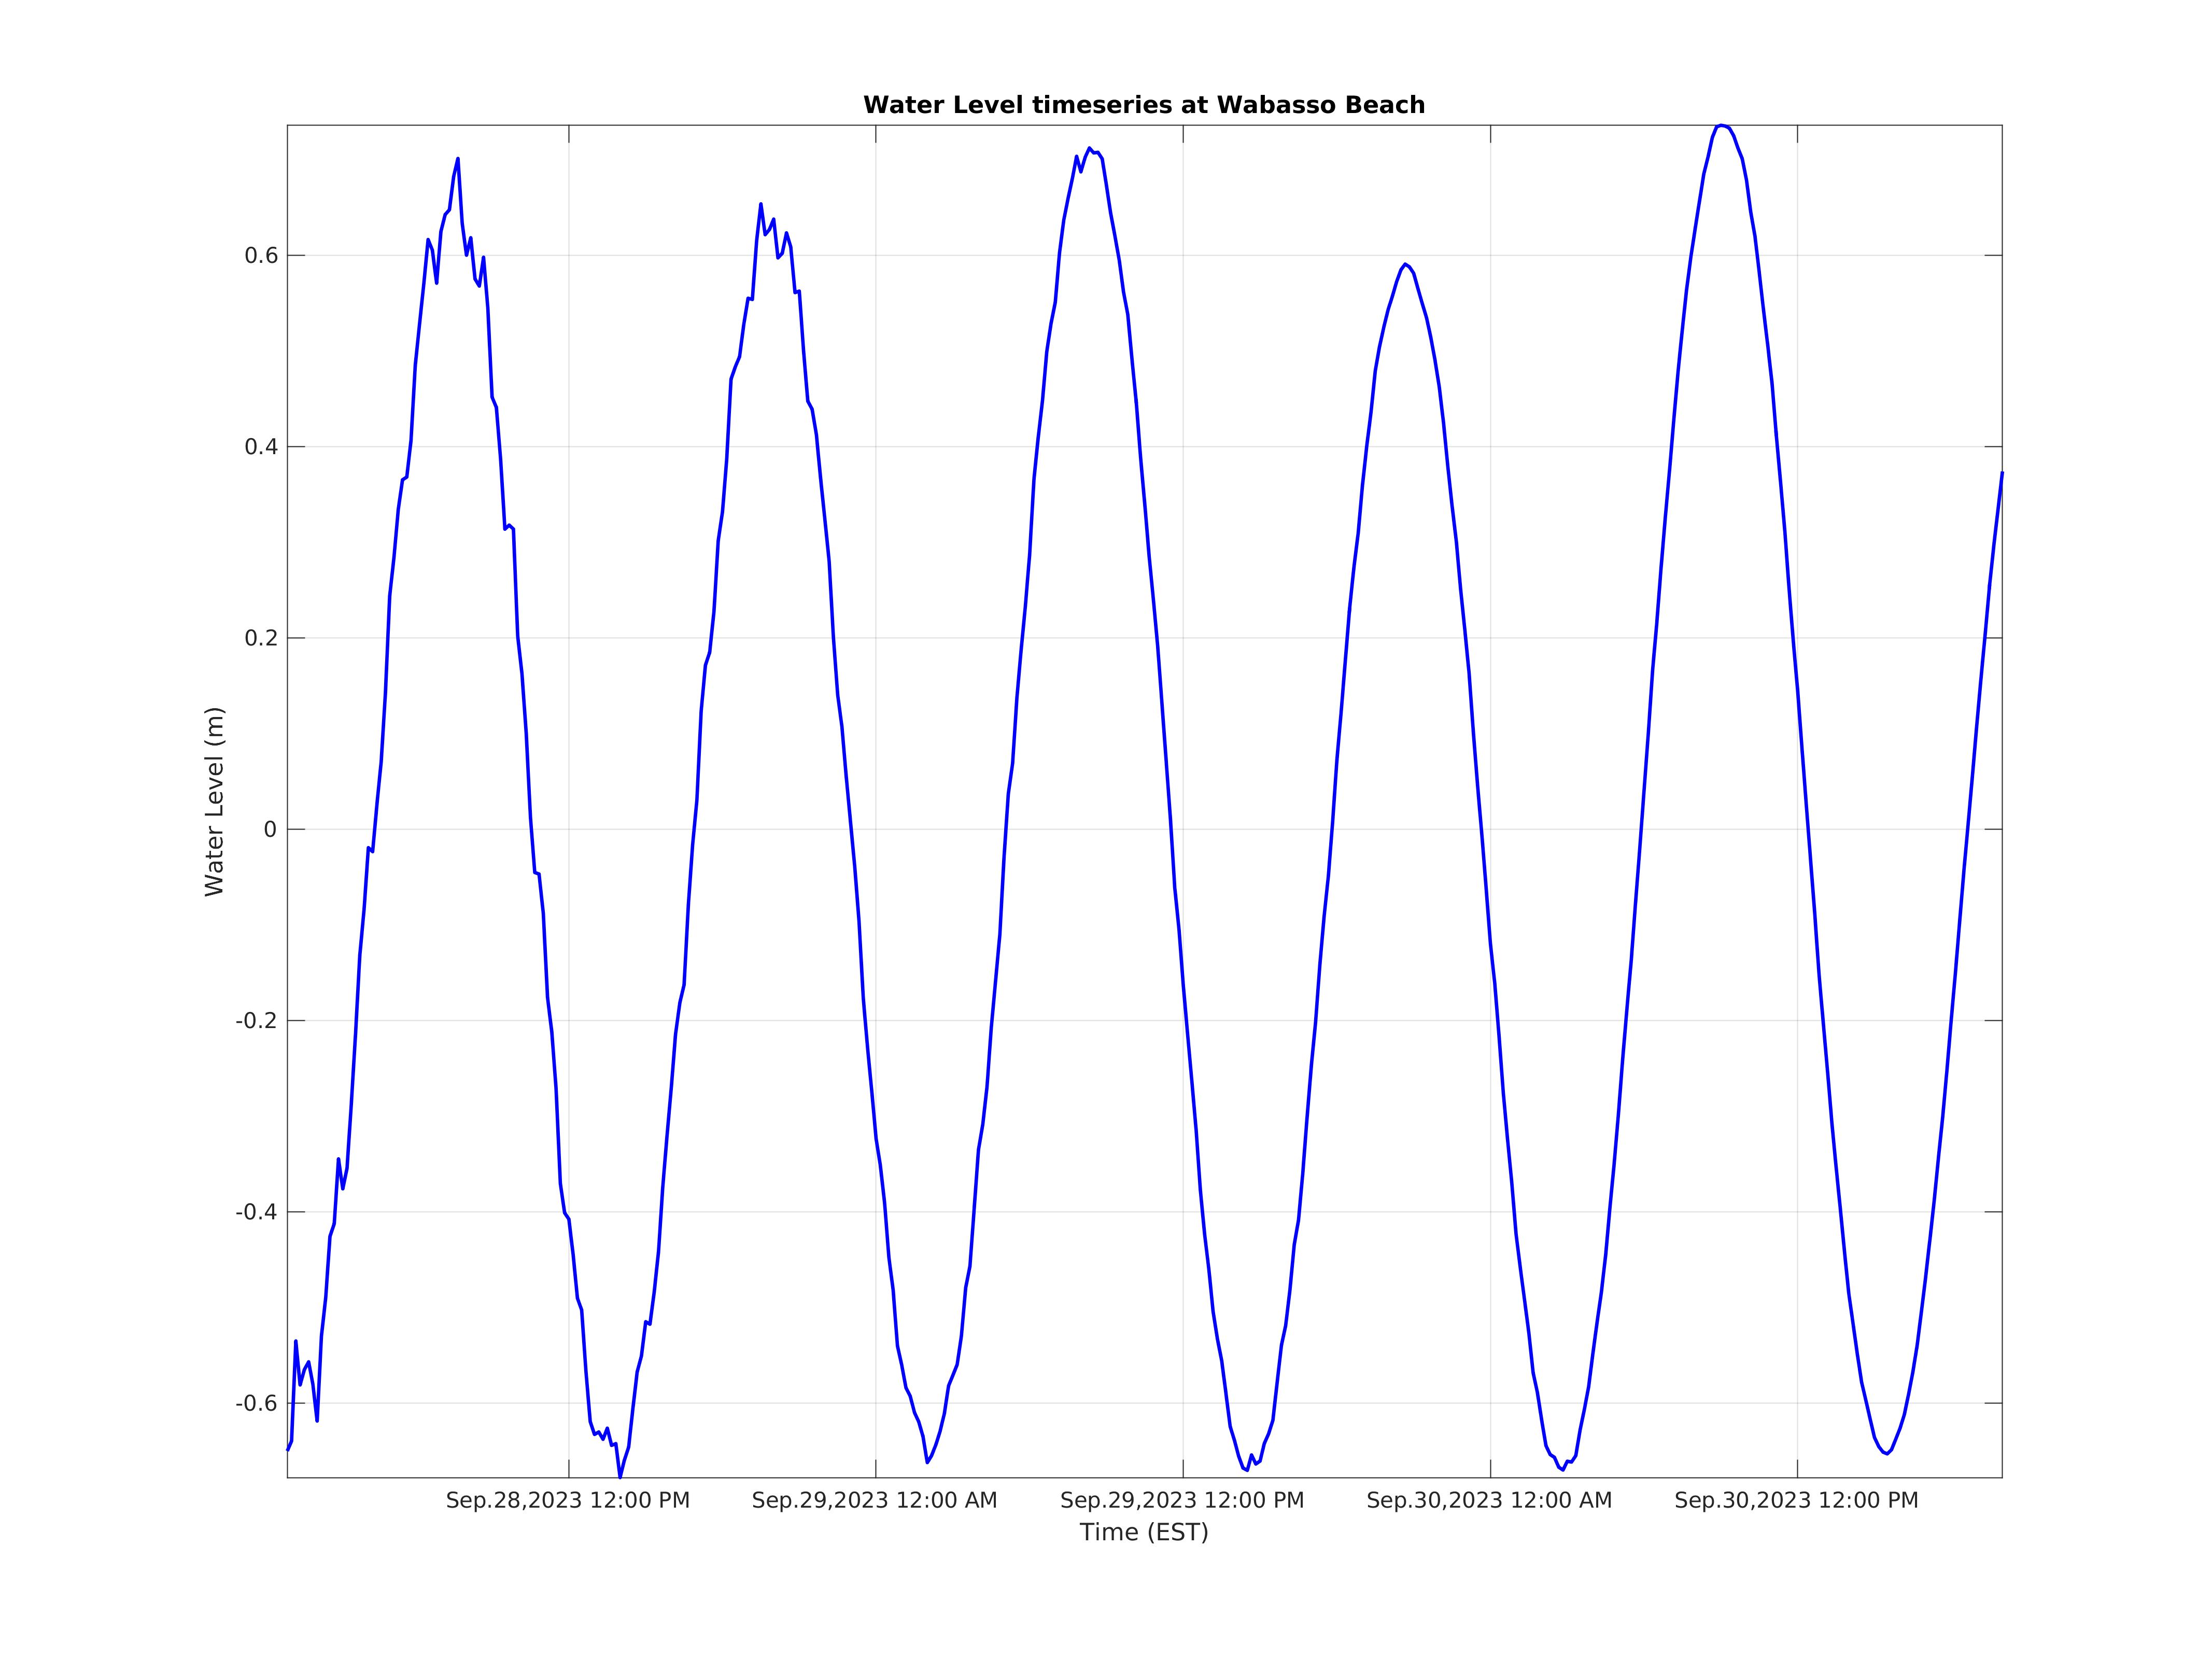 Water Level timeseries at Wabasso Beach
0.6
0.4
0.2
0
-0.2
-0.4
-0.6
Water Level (m)
Sep.28,2023 12:00 PM
Sep.29,2023 12:00 AM
Sep.29,2023 12:00 PM
Sep.30,2023 12:00 AM
Sep.30,2023 12:00 PM
Time (EST)